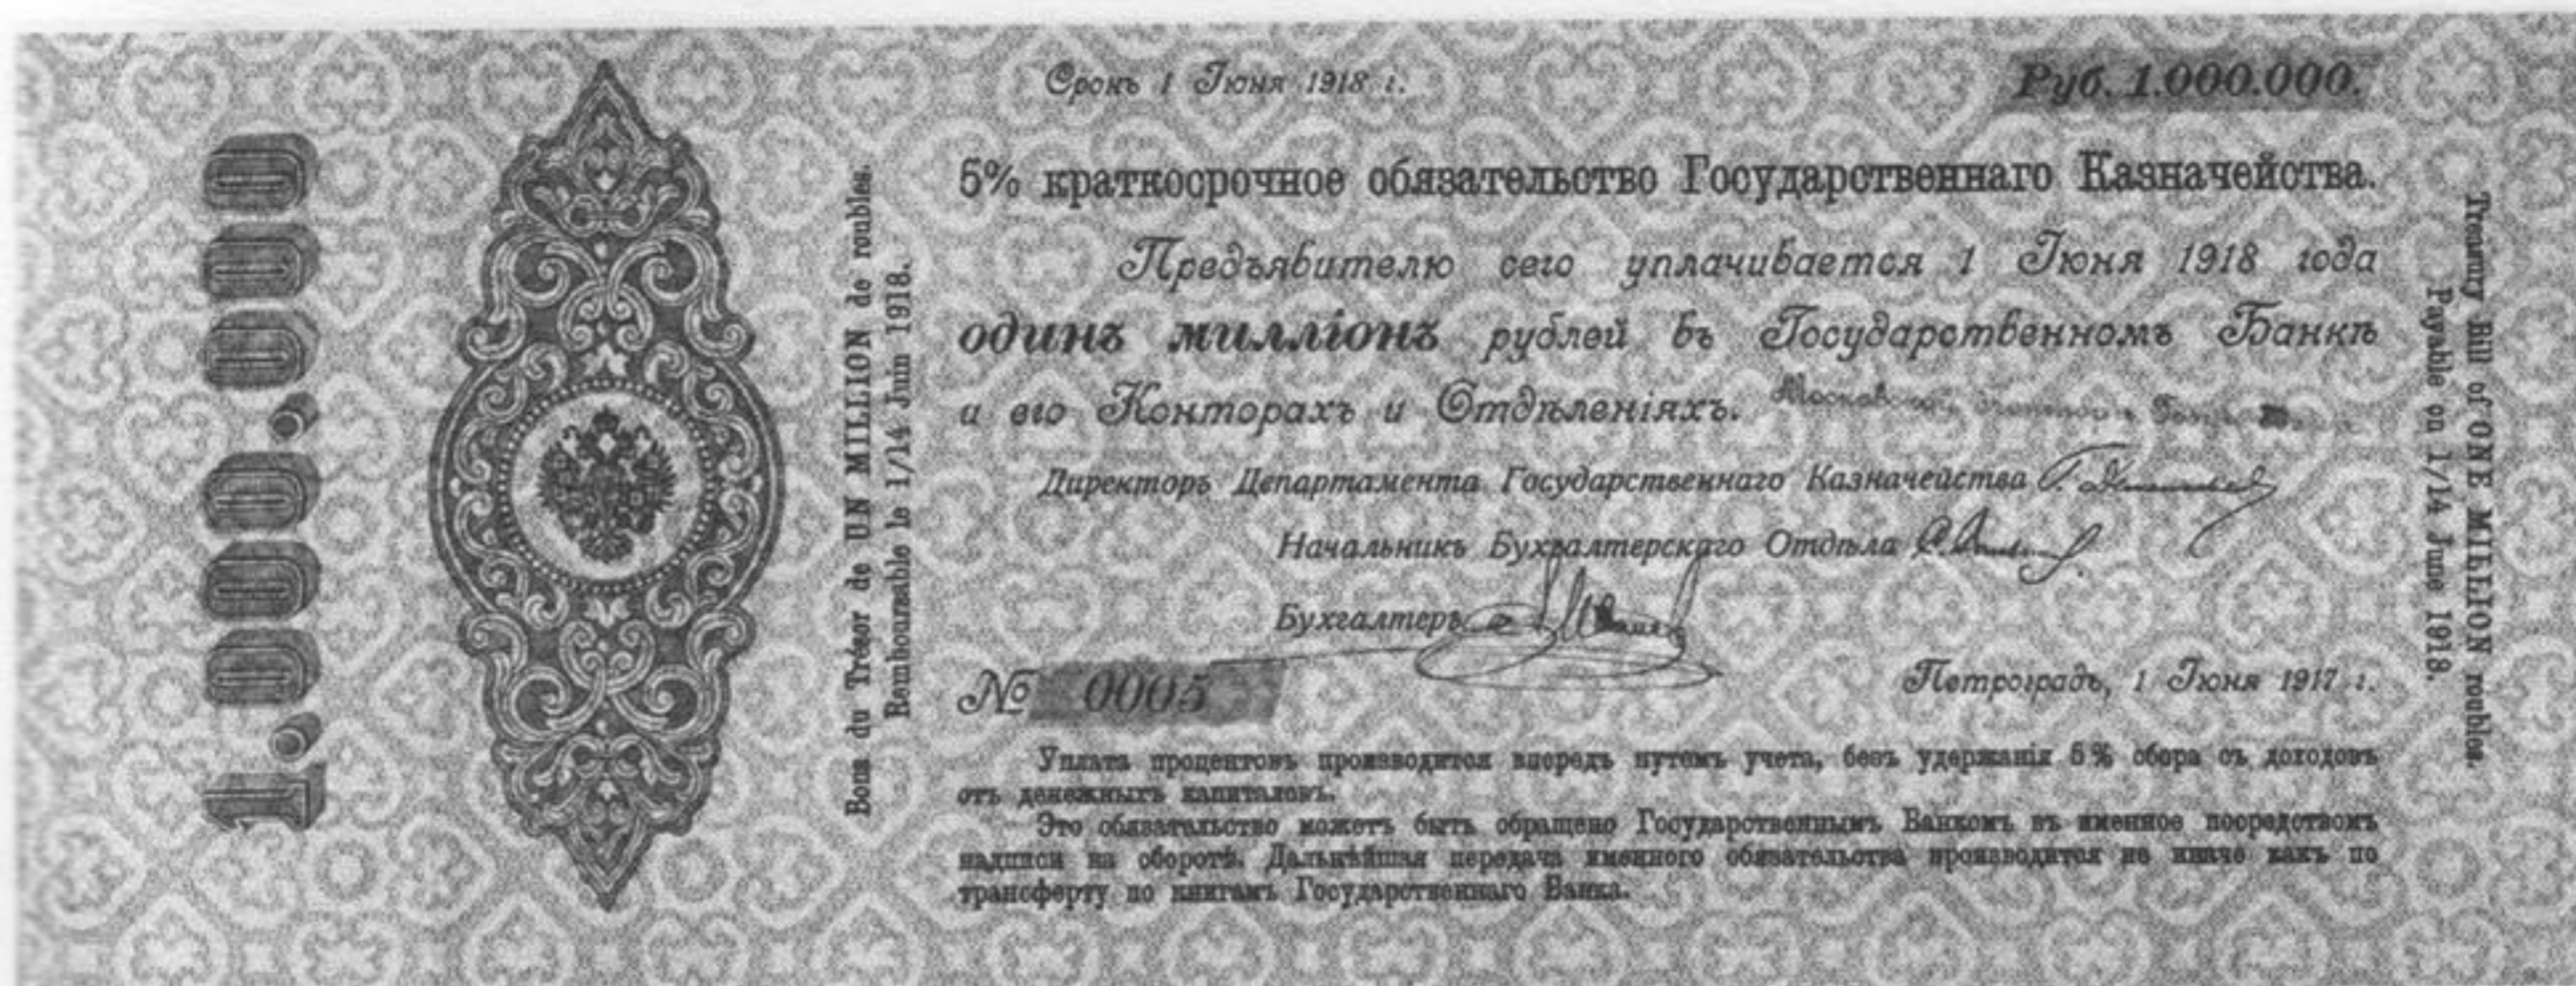 1.000.000
Bons du Trésor de UN MILLION de roubles.
Remboursable le 1/14 Juin 1918.
Срокъ 1 Іюня 1918 г.
Руб. 1.000.000.
5% краткосрочное обязательство Государственнаго Казначейства.
Предъявителю сего уплачивается 1 Іюня 1918 года
одинъ милліонъ рублей въ Государственномъ Банкѣ
и его Конторахъ и Отдѣленіяхъ.
Директоръ Департамента Государственнаго Казначейства
Начальникъ Бухгалтерскаго Отдѣла
Бухгалтеръ
№ 0005
Петроградъ, 1 Іюня 1917 г.
Уплата процентовъ производится впередъ путемъ учета, безъ удержанія 5% сбора съ доходовъ
отъ денежныхъ капиталовъ.
Это обязательство можетъ быть обращено Государственнымъ Банкомъ въ именное посредствомъ
надписи на оборотѣ. Дальнѣйшая передача именного обязательства производится не иначе какъ по
трансферту по книгамъ Государственнаго Банка.
Treasury Bill of ONE MILLION roubles.
Payable on 1/14 June 1918.